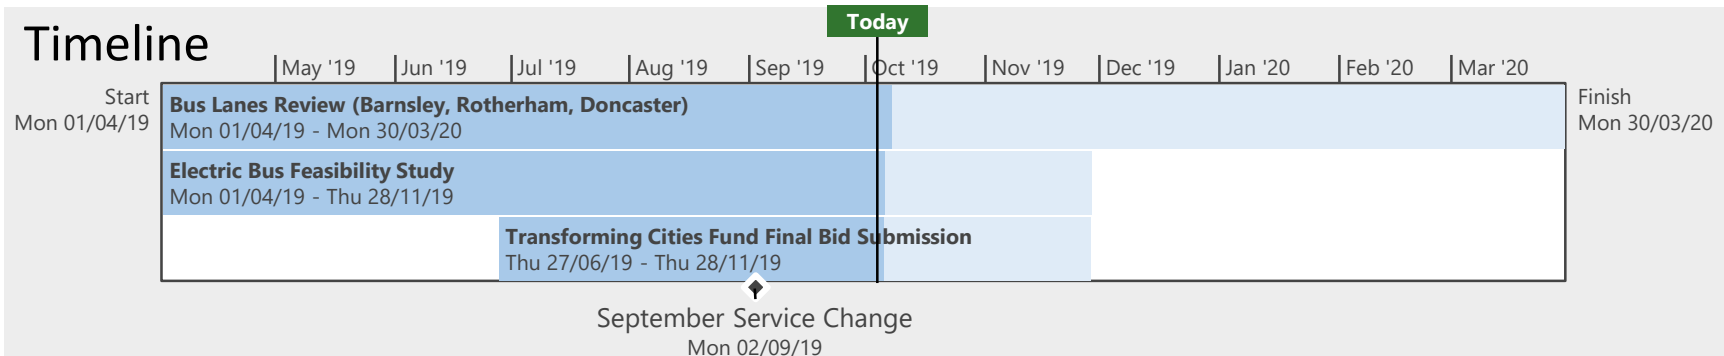 Today
Timeline
May '19 Jun '19 Jul '19 Aug '19 Sep '19 Oct '19 Nov '19 Dec '19 Jan '20 Feb '20 Mar '20
Start
Mon 01/04/19
Bus Lanes Review (Barnsley, Rotherham, Doncaster)
Mon 01/04/19 - Mon 30/03/20
Finish
Mon 30/03/20
Electric Bus Feasibility Study
Mon 01/04/19 - Thu 28/11/19
Transforming Cities Fund Final Bid Submission
Thu 27/06/19 - Thu 28/11/19
September Service Change
Mon 02/09/19